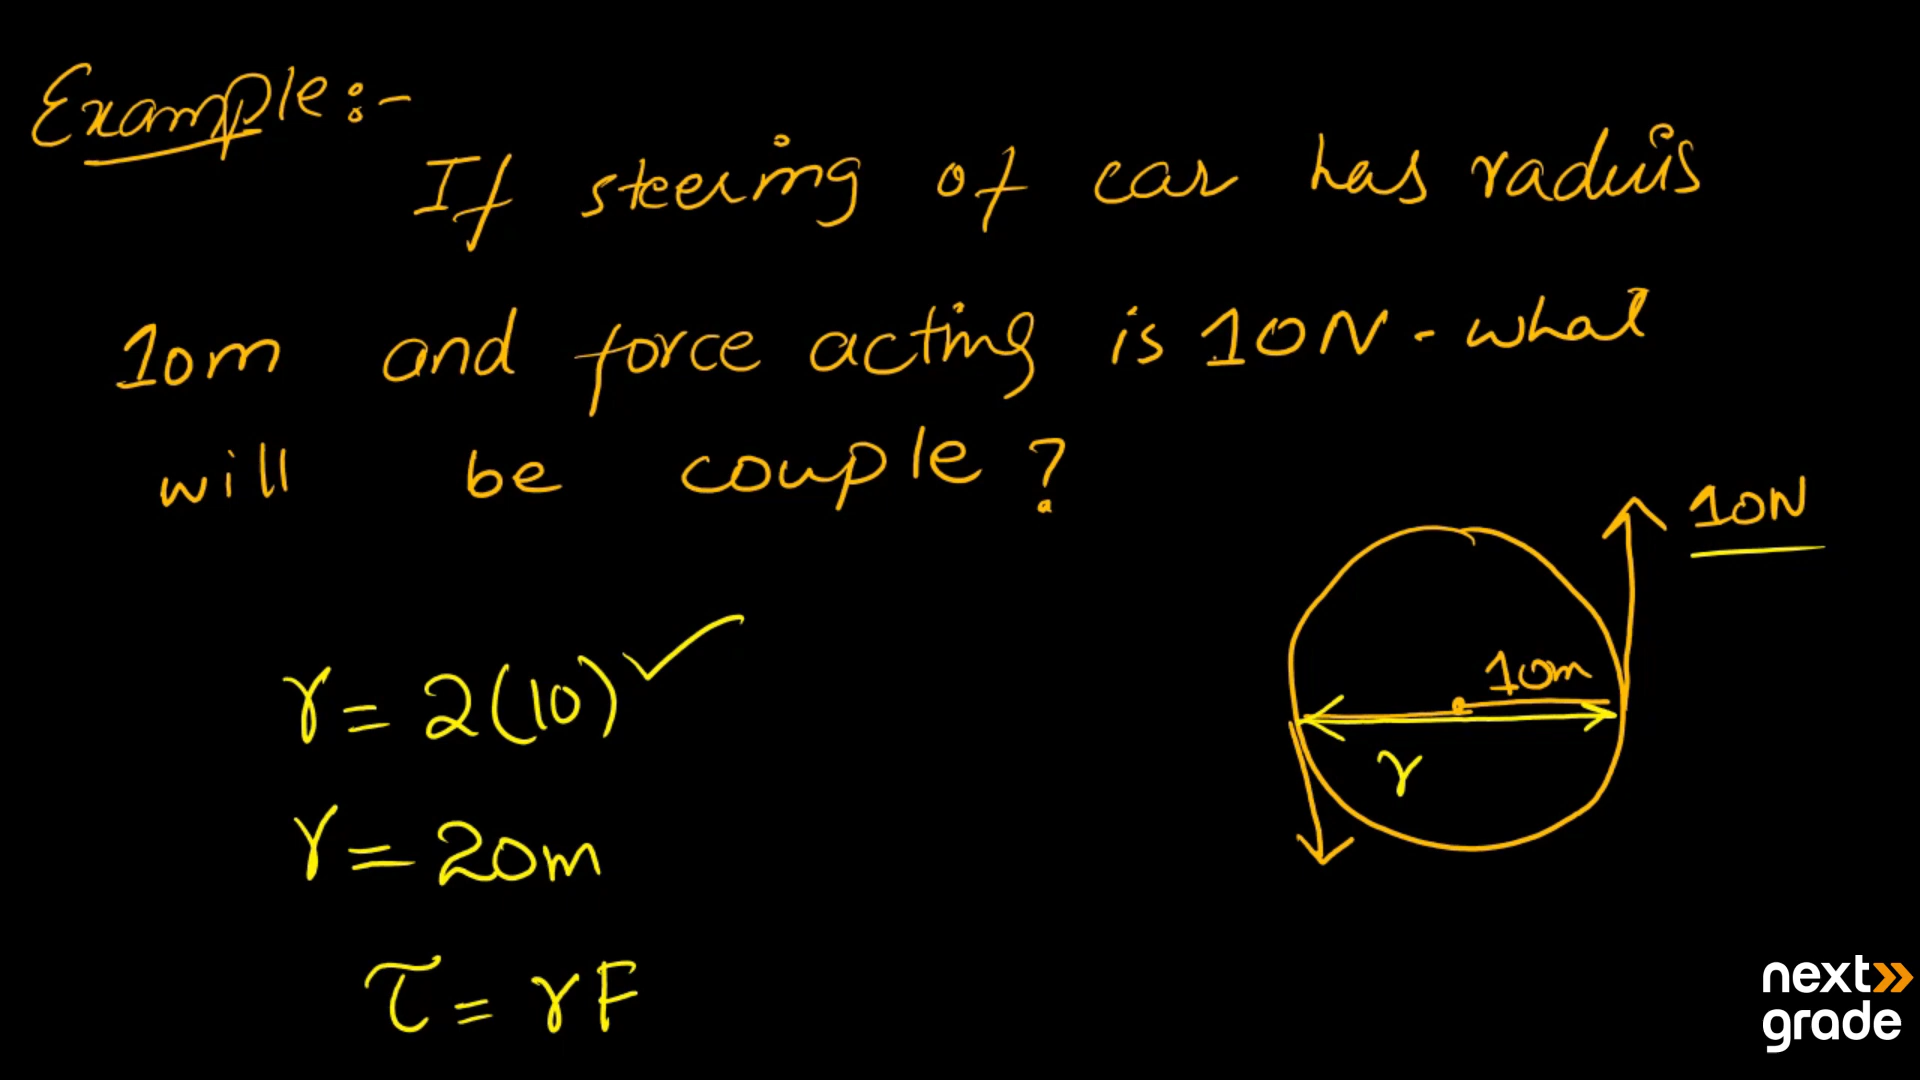 Example:-
If steering of car has radius
10m and force acting is 10N. what
will be couple?
10N
10m
r
r = 2(10)
r = 20m
τ = rF
next
grade